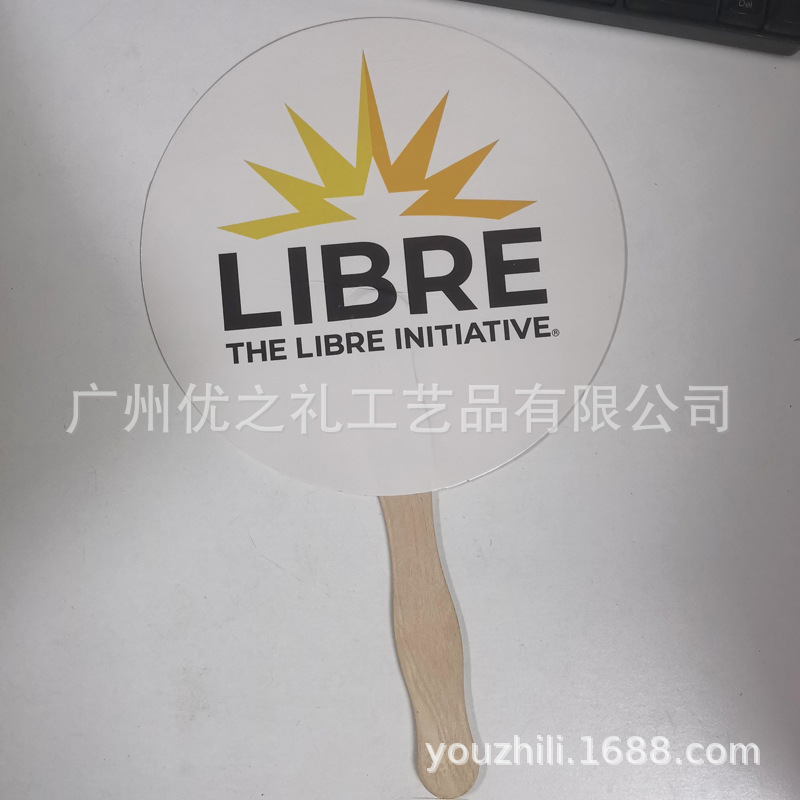 Del
LIBRE
THE LIBRE INITIATIVE®
广州优之礼工艺品有限公司
youzhili.1688.com